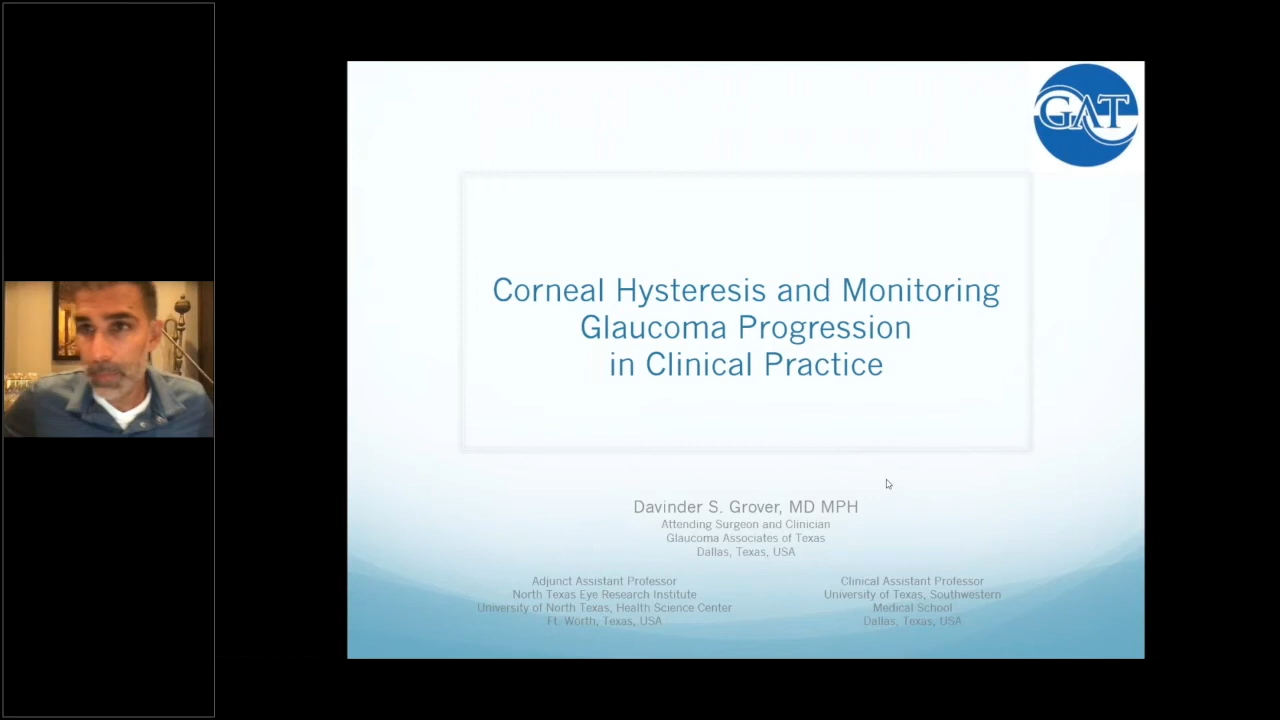 GAT
Corneal Hysteresis and Monitoring
Glaucoma Progression
in Clinical Practice
Davinder S. Grover, MD MPH
Attending Surgeon and Clinician
Glaucoma Associates of Texas
Dallas, Texas, USA
Adjunct Assistant Professor
North Texas Eye Research Institute
University of North Texas, Health Science Center
Ft. Worth, Texas, USA
Clinical Assistant Professor
University of Texas, Southwestern
Medical School
Dallas, Texas, USA